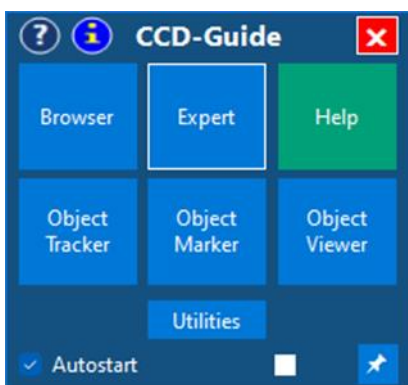 ? i CCD-Guide
Browser
Expert
Help
Object
Tracker
Object
Marker
Object
Viewer
Utilities
Autostart